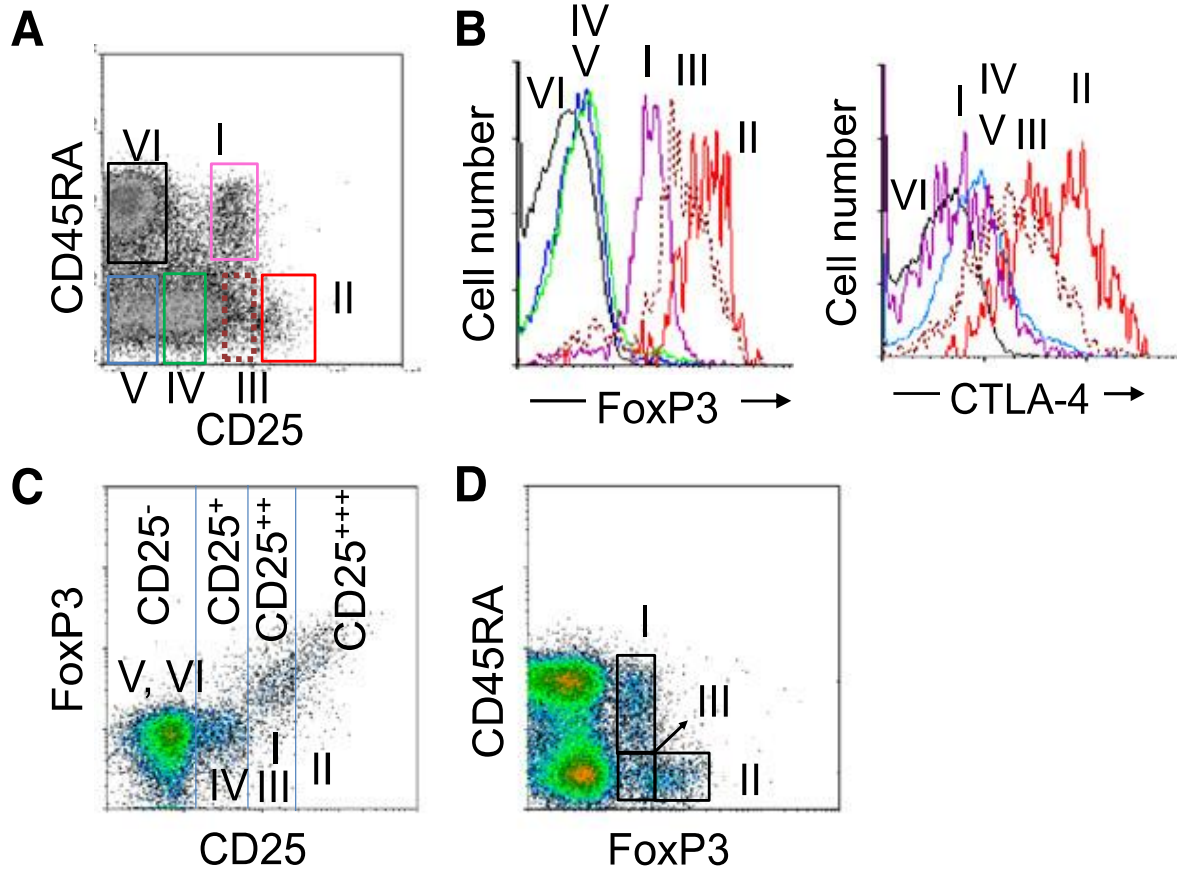 A
VI
I
II
V
IV
III
CD45RA
CD25
B
IV
V
I
III
VI
II
Cell number
FoxP3
IV
I
II
V
III
VI
Cell number
CTLA-4
C
CD25-
CD25+
CD25++
CD25+++
V, VI
I
II
IV
III
FoxP3
CD25
D
I
III
II
CD45RA
FoxP3